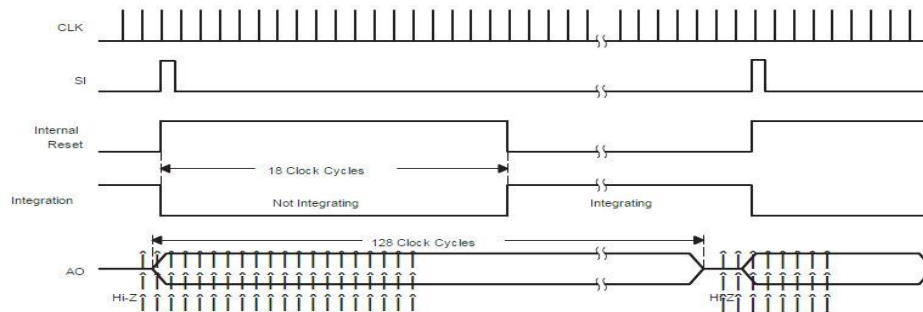 CLK
SI
Internal
Reset
18 Clock Cycles
Integration
Not Integrating
Integrating
128 Clock Cycles
AO
Hi-Z
Hi-Z